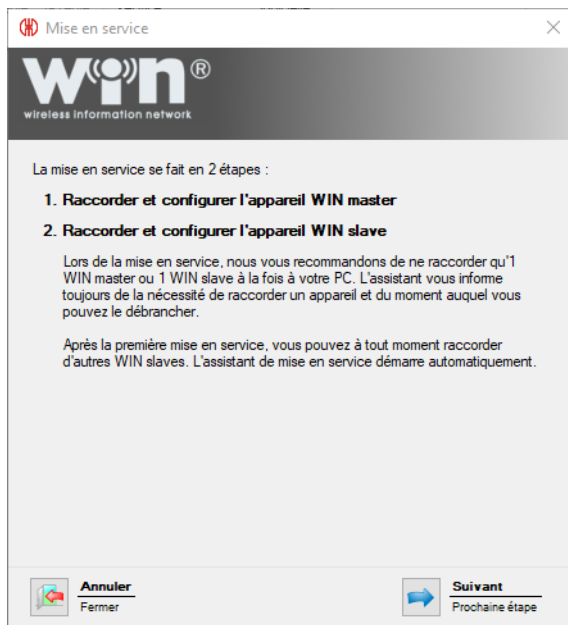 Mise en service
WIN®
wireless information network
La mise en service se fait en 2 étapes :
1. Raccorder et configurer l'appareil WIN master
2. Raccorder et configurer l'appareil WIN slave
Lors de la mise en service, nous vous recommandons de ne raccorder qu'1
WIN master ou 1 WIN slave à la fois à votre PC. L'assistant vous informe
toujours de la nécessité de raccorder un appareil et du moment auquel vous
pouvez le débrancher.
Après la première mise en service, vous pouvez à tout moment raccorder
d'autres WIN slaves. L'assistant de mise en service démarre automatiquement.
Annuler
Fermer
Suivant
Prochaine étape